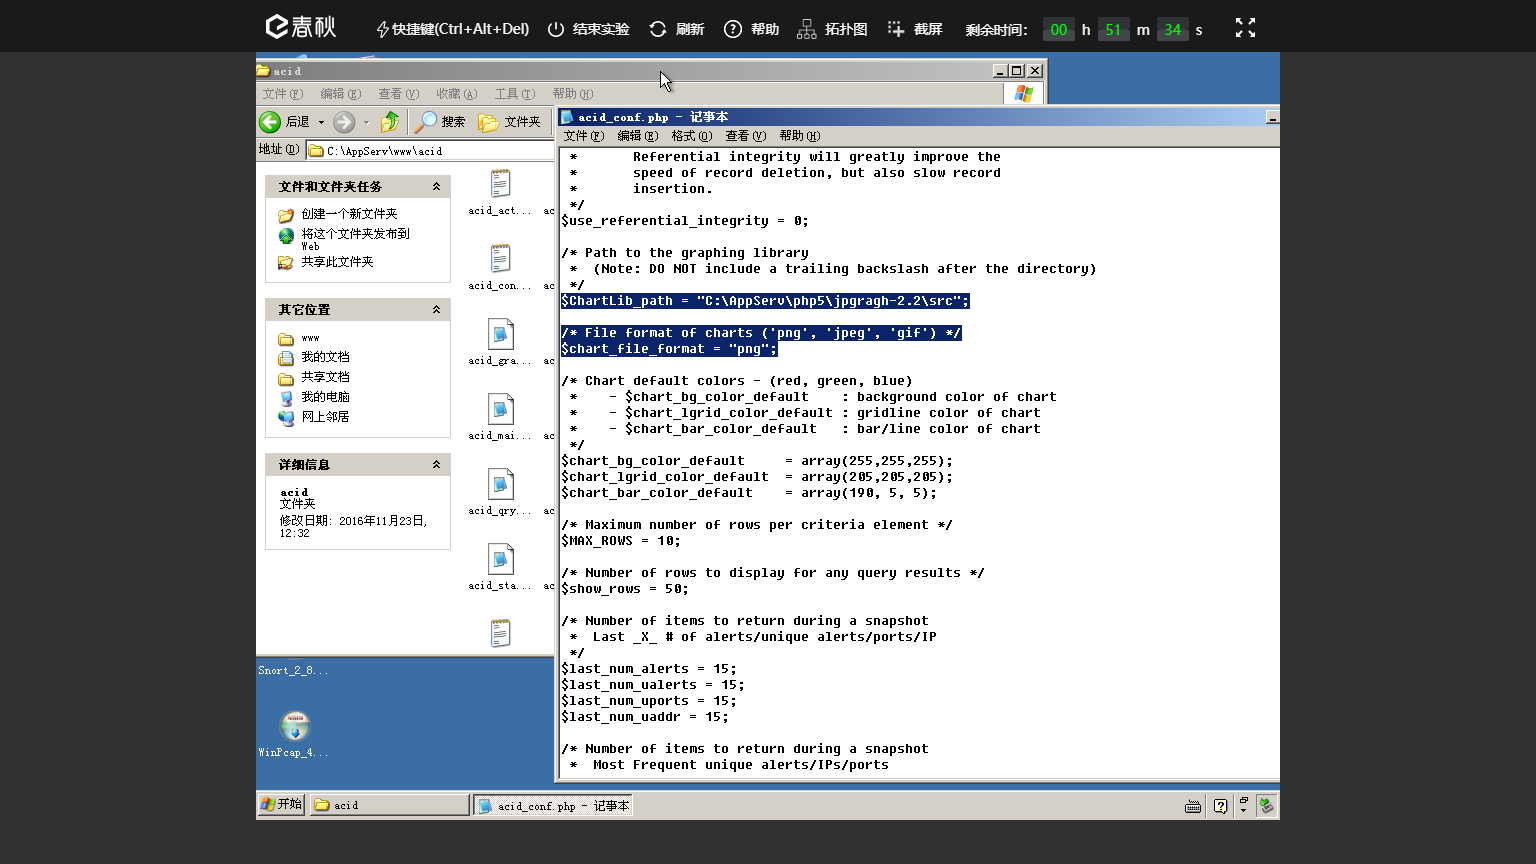 春秋
快捷键(Ctrl+Alt+Del)
结束实验
刷新
帮助
拓扑图
截屏
剩余时间：
00 h 51 m 34 s
acid
文件(F) 编辑(E) 查看(V) 收藏(A) 工具(T) 帮助(H)
后退
搜索
文件夹
地址(D)
C:\AppServ\www\acid
文件和文件夹任务
创建一个新文件夹
将这个文件夹发布到
Web
共享此文件夹
其它位置
www
我的文档
共享文档
我的电脑
网上邻居
详细信息
acid
文件夹
修改日期: 2016年11月23日,
12:32
acid_act... ac
acid_con... ac
acid_gra... ac
acid_mai... ac
acid_qry... ac
acid_sta... ac
Snort_2_8...
WinPcap_4...
acid_conf.php - 记事本
文件(F) 编辑(E) 格式(O) 查看(V) 帮助(H)
 *       Referential integrity will greatly improve the
 *       speed of record deletion, but also slow record
 *       insertion.
 */
$use_referential_integrity = 0;
/* Path to the graphing library
 *  (Note: DO NOT include a trailing backslash after the directory)
 */
$ChartLib_path = "C:\AppServ\php5\jpgragh-2.2\src";
/* File format of charts ('png', 'jpeg', 'gif') */
$chart_file_format = "png";
/* Chart default colors - (red, green, blue)
 *    - $chart_bg_color_default    : background color of chart
 *    - $chart_lgrid_color_default : gridline color of chart
 *    - $chart_bar_color_default   : bar/line color of chart
 */
$chart_bg_color_default     = array(255,255,255);
$chart_lgrid_color_default  = array(205,205,205);
$chart_bar_color_default    = array(190, 5, 5);
/* Maximum number of rows per criteria element */
$MAX_ROWS = 10;
/* Number of rows to display for any query results */
$show_rows = 50;
/* Number of items to return during a snapshot
 *  Last _X_ # of alerts/unique alerts/ports/IP
 */
$last_num_alerts = 15;
$last_num_ualerts = 15;
$last_num_uports = 15;
$last_num_uaddr = 15;
/* Number of items to return during a snapshot
 *  Most Frequent unique alerts/IPs/ports
开始
acid
acid_conf.php - 记事本